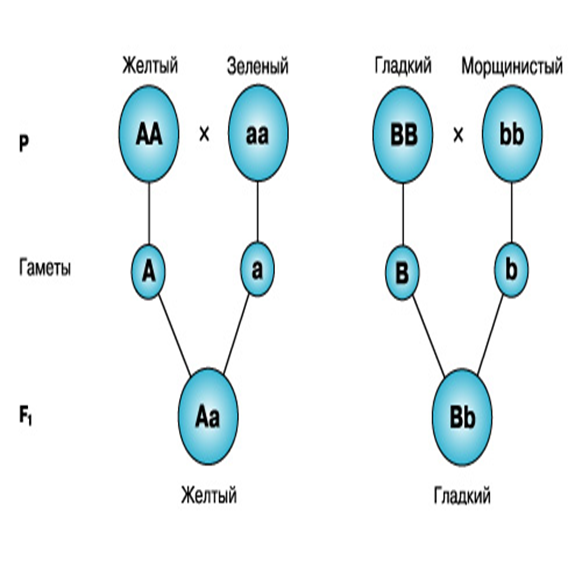 Желтый Зеленый Гладкий Морщинистый
P AA × aa BB × bb
Гаметы A a B b
F₁ Aa Bb
Желтый Гладкий